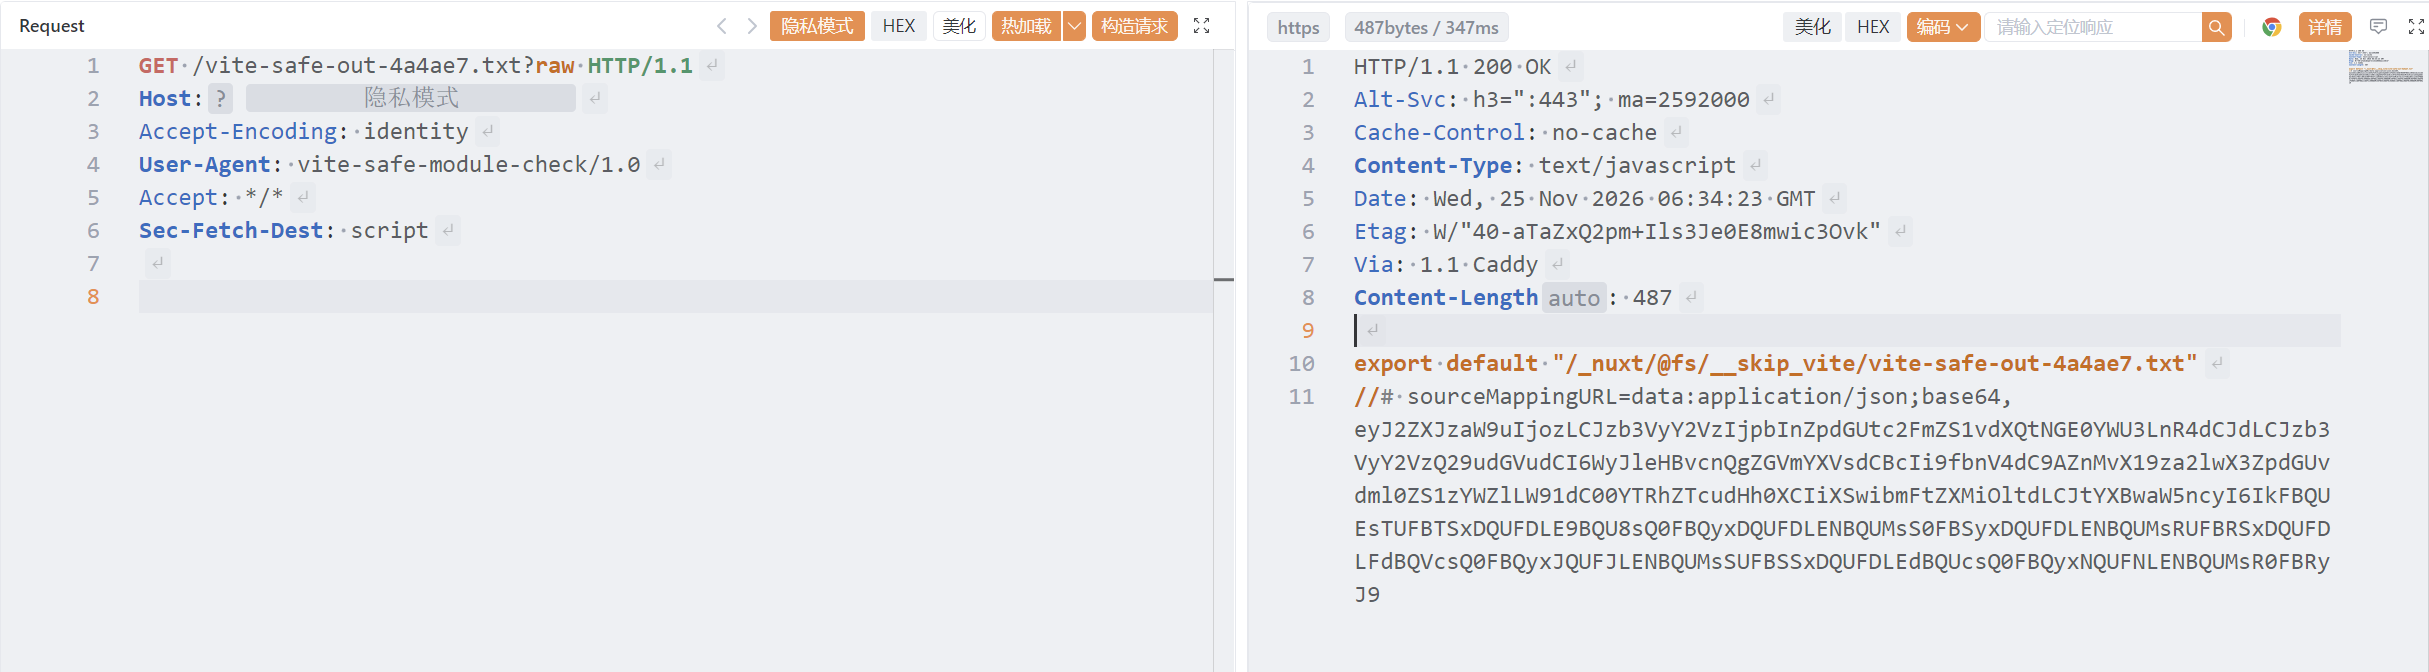 Request
隐私模式 HEX 美化 热加载 构造请求
1 GET /vite-safe-out-4a4ae7.txt?raw HTTP/1.1
2 Host: ? 隐私模式
3 Accept-Encoding: identity
4 User-Agent: vite-safe-module-check/1.0
5 Accept: */*
6 Sec-Fetch-Dest: script
7
8
https 487bytes / 347ms 美化 HEX 编码 请输入定位响应 详情
1 HTTP/1.1 200 OK
2 Alt-Svc: h3=":443"; ma=2592000
3 Cache-Control: no-cache
4 Content-Type: text/javascript
5 Date: Wed, 25 Nov 2026 06:34:23 GMT
6 Etag: W/"40-aTaZxQ2pm+Ils3Je0E8mwic3Ovk"
7 Via: 1.1 Caddy
8 Content-Length auto : 487
9
10 export default "/_nuxt/@fs/__skip_vite/vite-safe-out-4a4ae7.txt"
11 //# sourceMappingURL=data:application/json;base64,
eyJ2ZXJzaW9uIjozLCJzb3VyY2VzIjpbInZpdGUtc2FmZS1vdXQtNGE0YWU3LnR4dCJdLCJzb3
VyY2VzQ29udGVudCI6WyJleHBvcnQgZGVmYXVsdCBcIi9fbnV4dC9AZnMvX19za2lwX3ZpdGUv
dml0ZS1zYWZlLW91dC00YTRhZTcudHh0XCIiXSwibmFtZXMiOltdLCJtYXBwaW5ncyI6IkFBQU
EsTUFBTSxDQUFDLE9BQU8sQ0FBQyxDQUFDLENBQUMsS0FBSyxDQUFDLENBQUMsRUFBRSxDQUFD
LFdBQVcsQ0FBQyxJQUFJLENBQUMsSUFBSSxDQUFDLEdBQUcsQ0FBQyxNQUFNLENBQUMsR0FBRy
J9